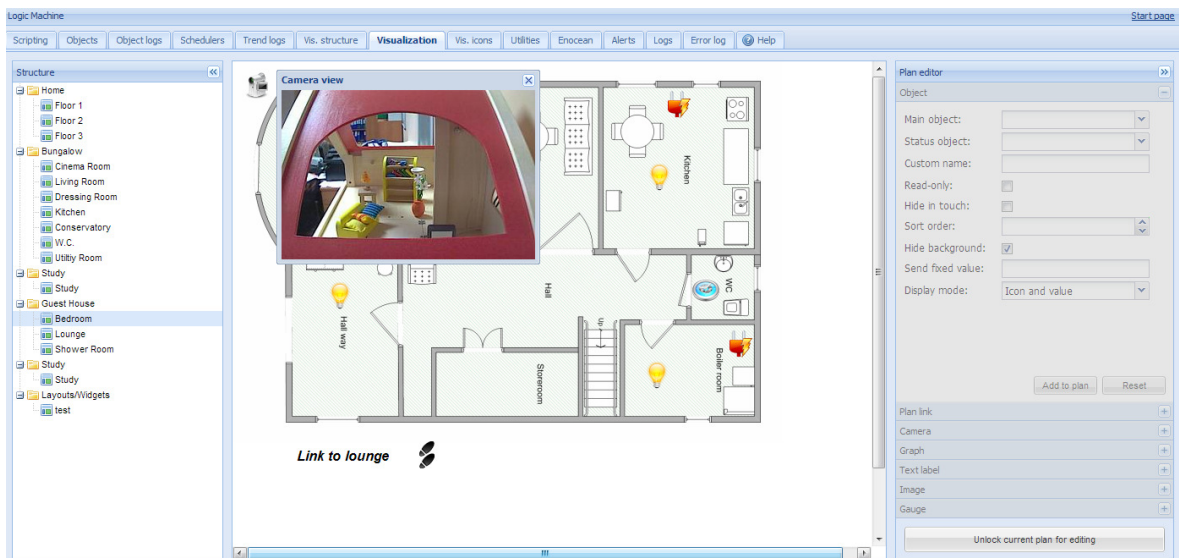 Logic Machine
Start page
Scripting Objects Object logs Schedulers Trend logs Vis. structure Visualization Vis. icons Utilities Enocean Alerts Logs Error log Help
Structure
Home
Floor 1
Floor 2
Floor 3
Bungalow
Cinema Room
Living Room
Dressing Room
Kitchen
Conservatory
W.C.
Utitliy Room
Study
Study
Guest House
Bedroom
Lounge
Shower Room
Study
Study
Layouts/Widgets
test
Camera view
Kitchen
Hall way
Hall
WC
Up
Storeroom
Boiler room
Link to lounge
Plan editor
Object
Main object:
Status object:
Custom name:
Read-only:
Hide in touch:
Sort order:
Hide background:
Send fixed value:
Display mode: Icon and value
Add to plan Reset
Plan link
Camera
Graph
Text label
Image
Gauge
Unlock current plan for editing